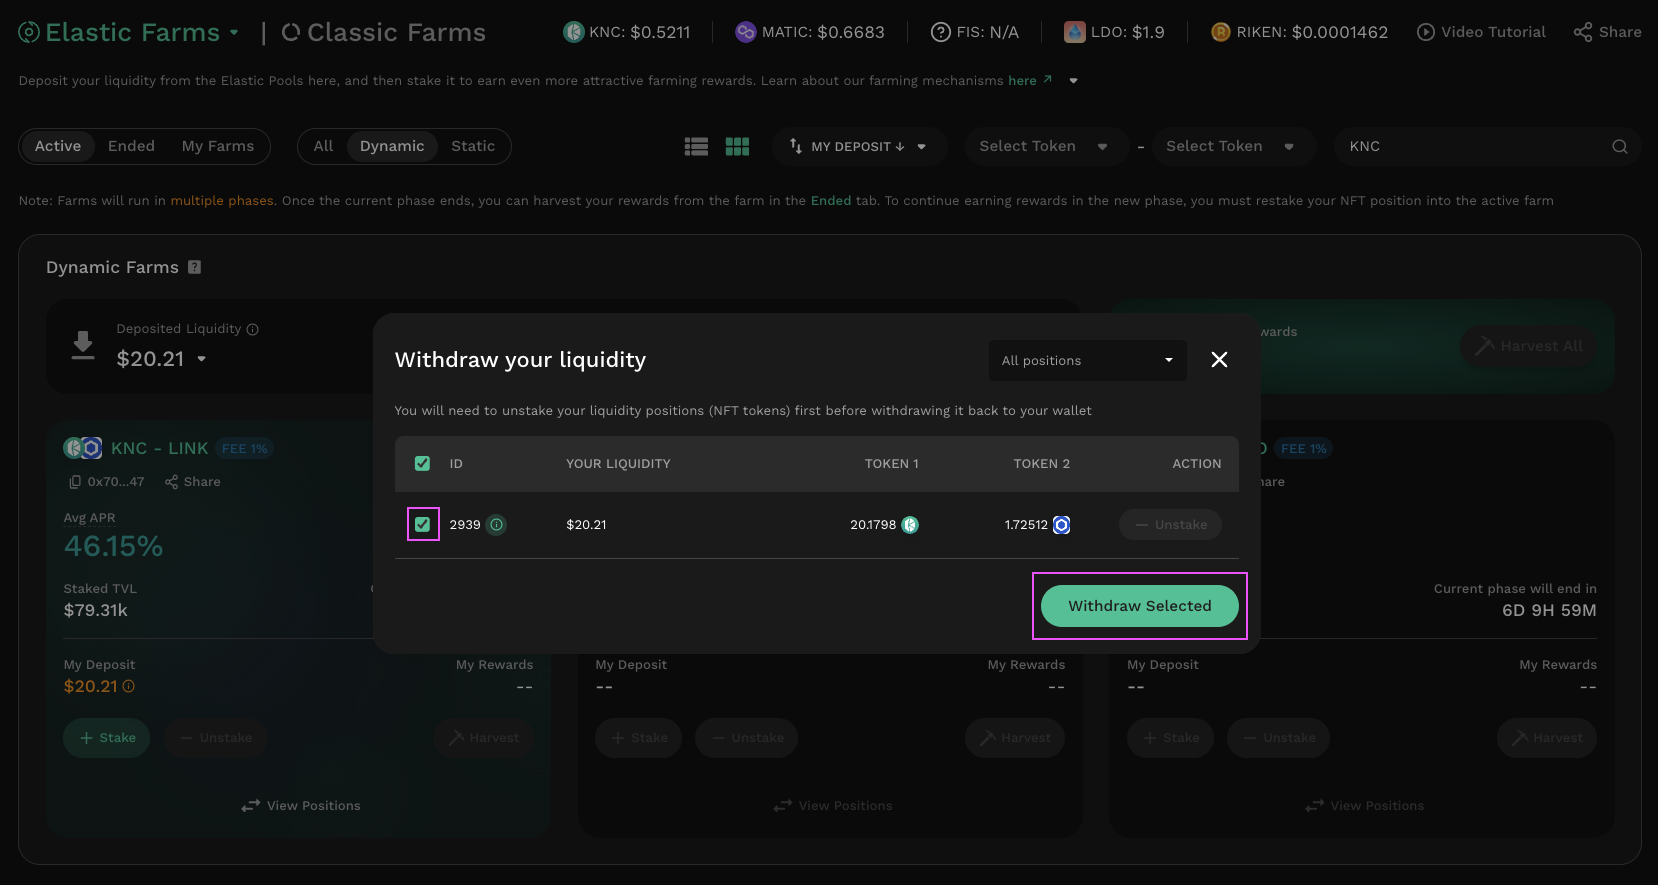 Elastic Farms | Classic Farms KNC: $0.5211 MATIC: $0.6683 FIS: N/A LDO: $1.9 RIKEN: $0.0001462 Video Tutorial Share
Deposit your liquidity from the Elastic Pools here, and then stake it to earn even more attractive farming rewards. Learn about our farming mechanisms here ↗
Active Ended My Farms All Dynamic Static MY DEPOSIT ↓ Select Token - Select Token KNC
Note: Farms will run in multiple phases. Once the current phase ends, you can harvest your rewards from the farm in the Ended tab. To continue earning rewards in the new phase, you must restake your NFT position into the active farm
Dynamic Farms ?
Deposited Liquidity
$20.21
wards
Harvest All
Withdraw your liquidity
All positions
You will need to unstake your liquidity positions (NFT tokens) first before withdrawing it back to your wallet
ID YOUR LIQUIDITY TOKEN 1 TOKEN 2 ACTION
2939 $20.21 20.1798 1.72512 — Unstake
Withdraw Selected
KNC - LINK FEE 1%
0x70...47 Share
Avg APR
46.15%
Staked TVL
$79.31k
My Deposit My Rewards
$20.21 --
+ Stake — Unstake Harvest
View Positions
My Deposit My Rewards
-- --
+ Stake — Unstake Harvest
View Positions
FEE 1%
hare
Current phase will end in
6D 9H 59M
My Deposit My Rewards
-- --
+ Stake — Unstake Harvest
View Positions